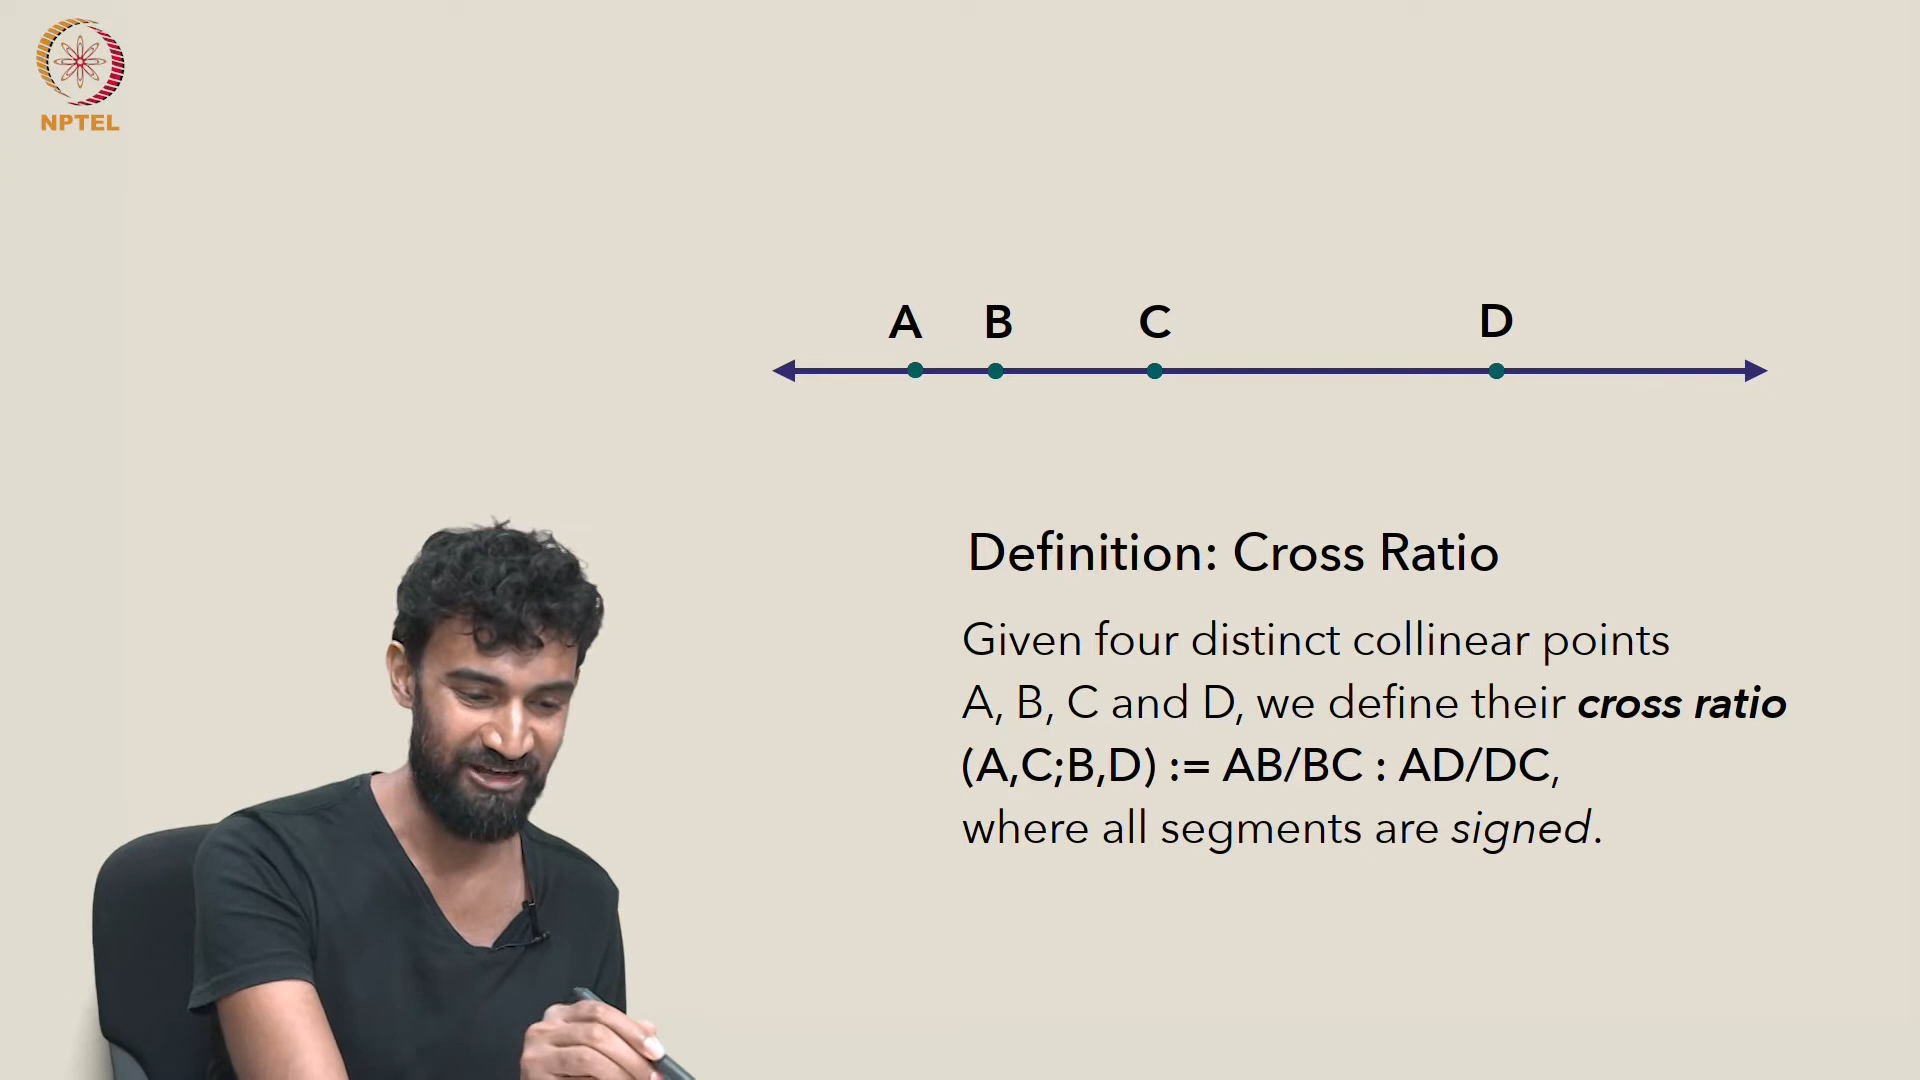 NPTEL
A B C D
Definition: Cross Ratio
Given four distinct collinear points
A, B, C and D, we define their cross ratio
(A,C;B,D) := AB/BC : AD/DC,
where all segments are signed.